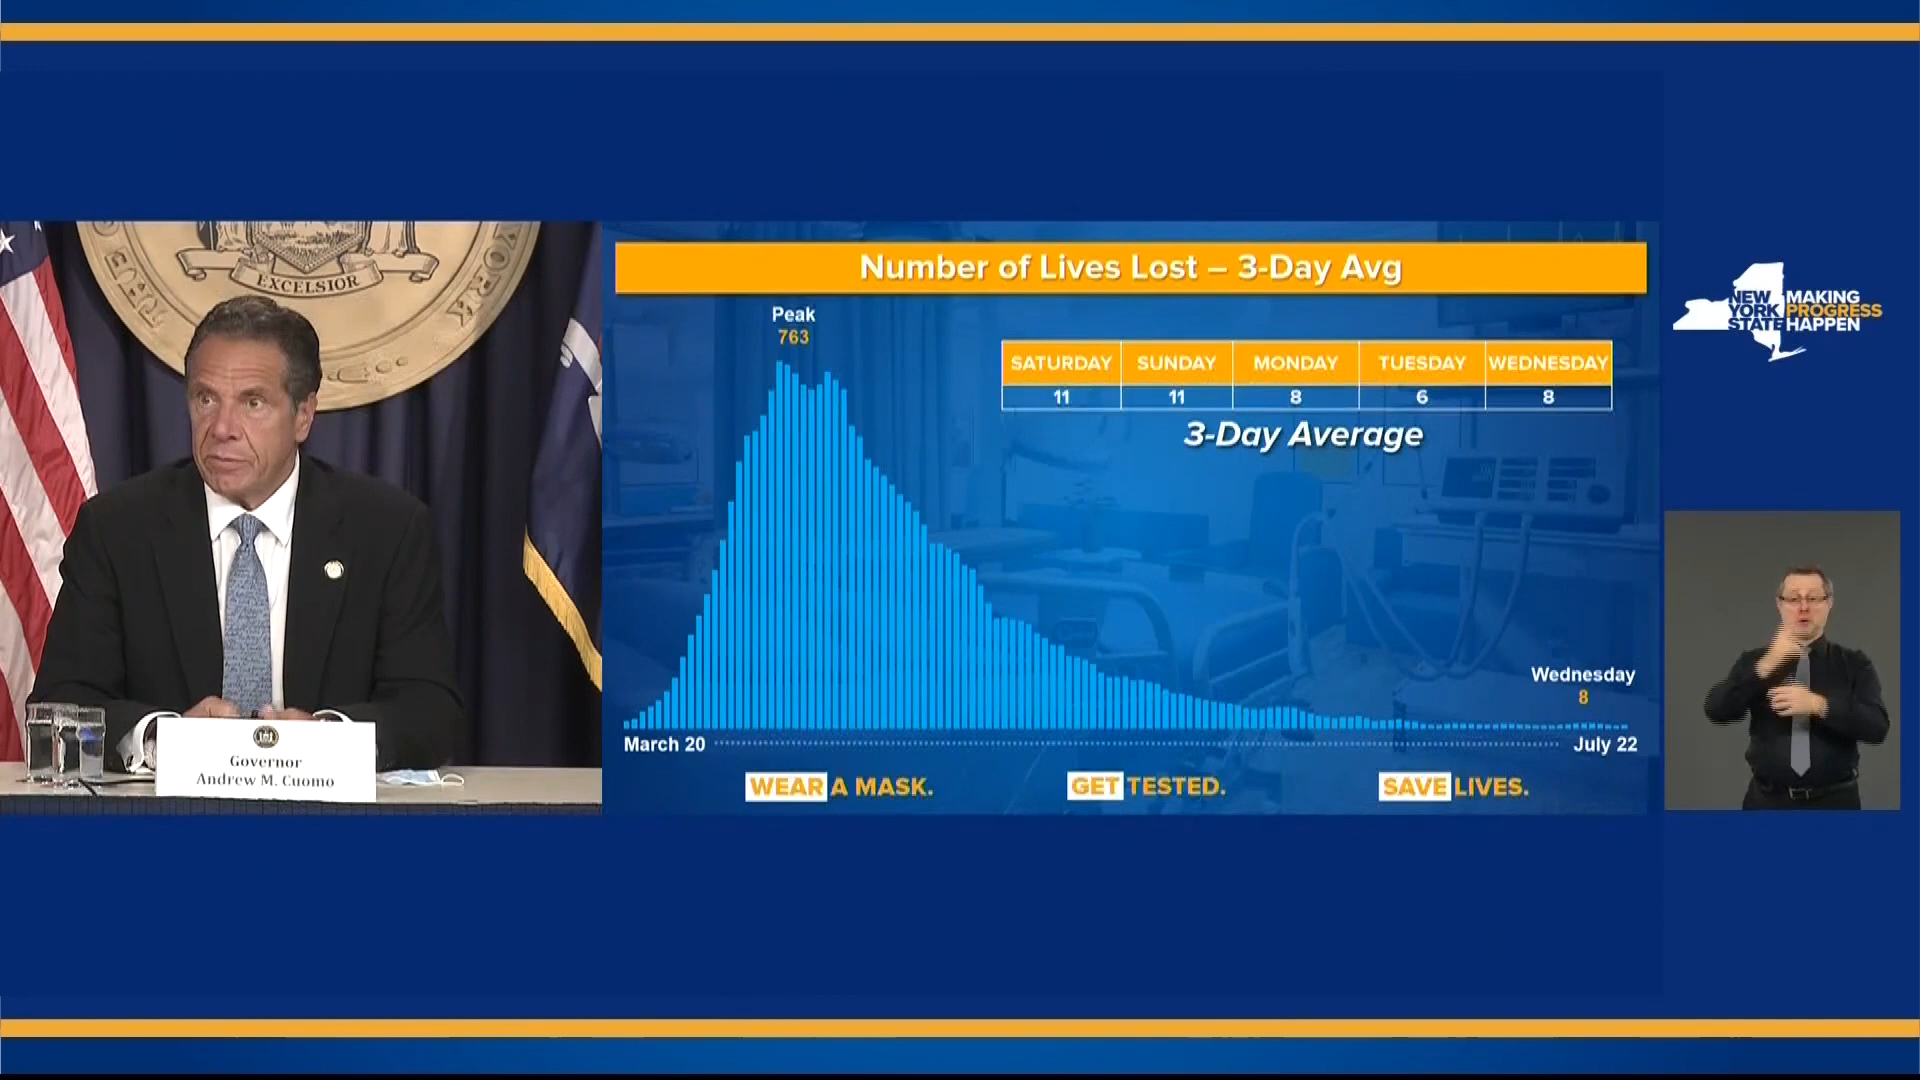 EXCELSIOR
THE
YORK
Governor
Andrew M. Cuomo
Number of Lives Lost – 3-Day Avg
Peak
763
SATURDAY SUNDAY MONDAY TUESDAY WEDNESDAY
11 11 8 6 8
3-Day Average
Wednesday
8
March 20 July 22
WEAR A MASK. GET TESTED. SAVE LIVES.
NEW YORK STATE
MAKING PROGRESS HAPPEN